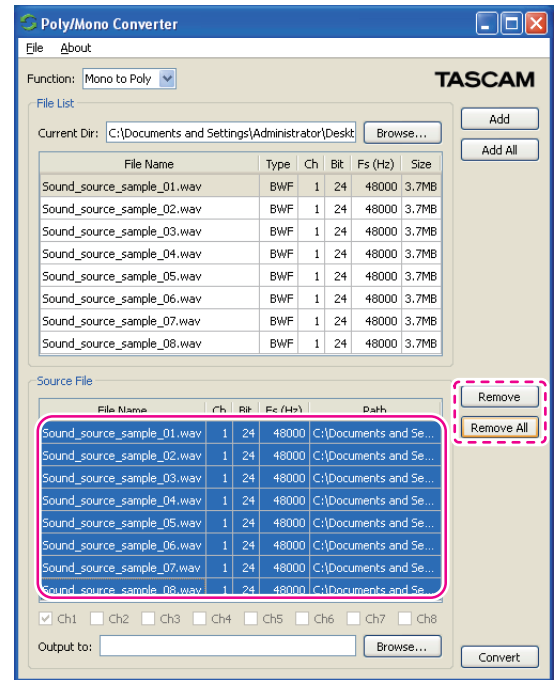 Poly/Mono Converter
File About
Function: Mono to Poly TASCAM
File List
Current Dir: C:\Documents and Settings\Administrator\Deskt Browse... Add
Add All
File Name Type Ch Bit Fs (Hz) Size
Sound_source_sample_01.wav BWF 1 24 48000 3.7MB
Sound_source_sample_02.wav BWF 1 24 48000 3.7MB
Sound_source_sample_03.wav BWF 1 24 48000 3.7MB
Sound_source_sample_04.wav BWF 1 24 48000 3.7MB
Sound_source_sample_05.wav BWF 1 24 48000 3.7MB
Sound_source_sample_06.wav BWF 1 24 48000 3.7MB
Sound_source_sample_07.wav BWF 1 24 48000 3.7MB
Sound_source_sample_08.wav BWF 1 24 48000 3.7MB
Source File
Remove
File Name Ch Bit Fs (Hz) Path
Sound_source_sample_01.wav 1 24 48000 C:\Documents and Se... Remove All
Sound_source_sample_02.wav 1 24 48000 C:\Documents and Se...
Sound_source_sample_03.wav 1 24 48000 C:\Documents and Se...
Sound_source_sample_04.wav 1 24 48000 C:\Documents and Se...
Sound_source_sample_05.wav 1 24 48000 C:\Documents and Se...
Sound_source_sample_06.wav 1 24 48000 C:\Documents and Se...
Sound_source_sample_07.wav 1 24 48000 C:\Documents and Se...
Sound_source_sample_08.wav 1 24 48000 C:\Documents and Se...
Ch1 Ch2 Ch3 Ch4 Ch5 Ch6 Ch7 Ch8
Output to: Browse... Convert